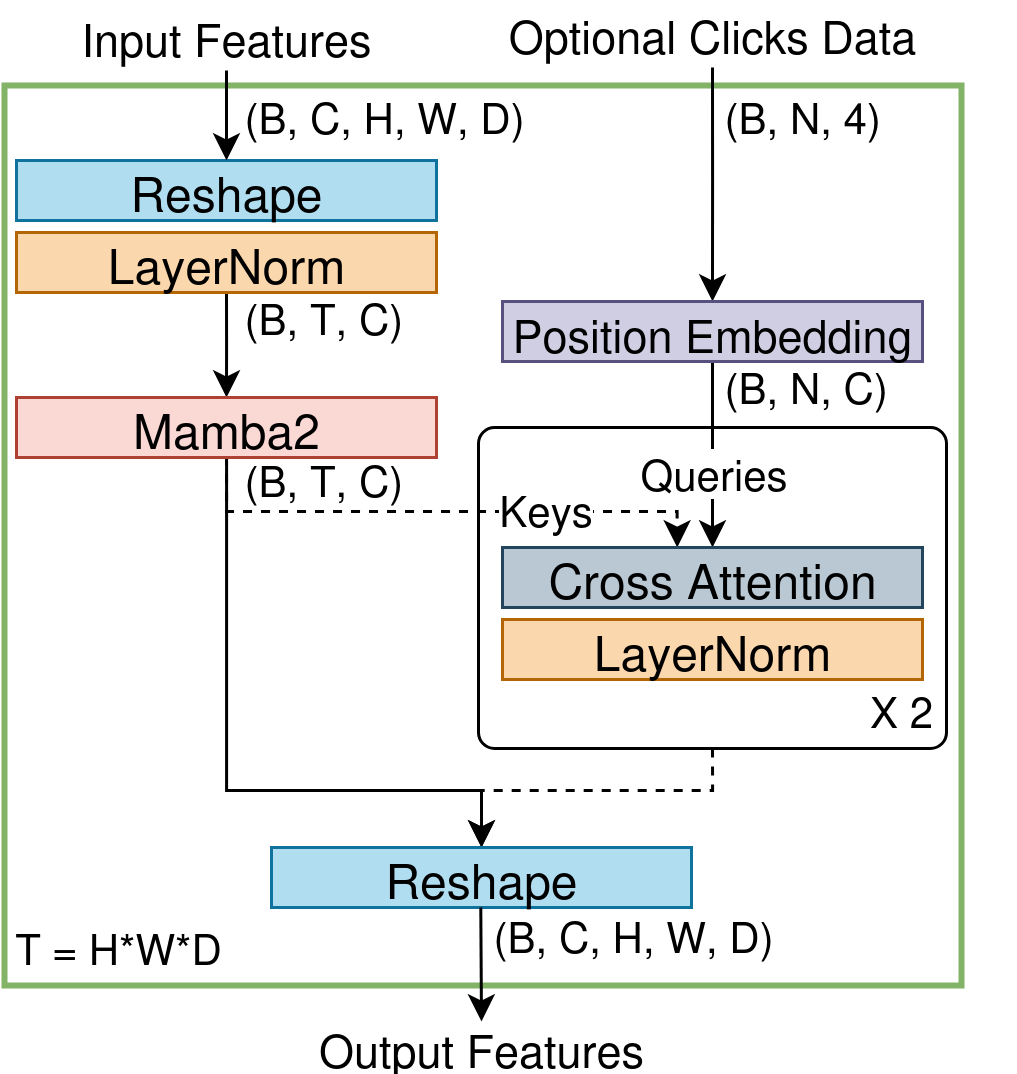 Input Features
Optional Clicks Data
(B, C, H, W, D)
(B, N, 4)
Reshape
LayerNorm
(B, T, C)
Position Embedding
(B, N, C)
Mamba2
(B, T, C)
Queries
Keys
Cross Attention
LayerNorm
X 2
Reshape
T = H*W*D
(B, C, H, W, D)
Output Features